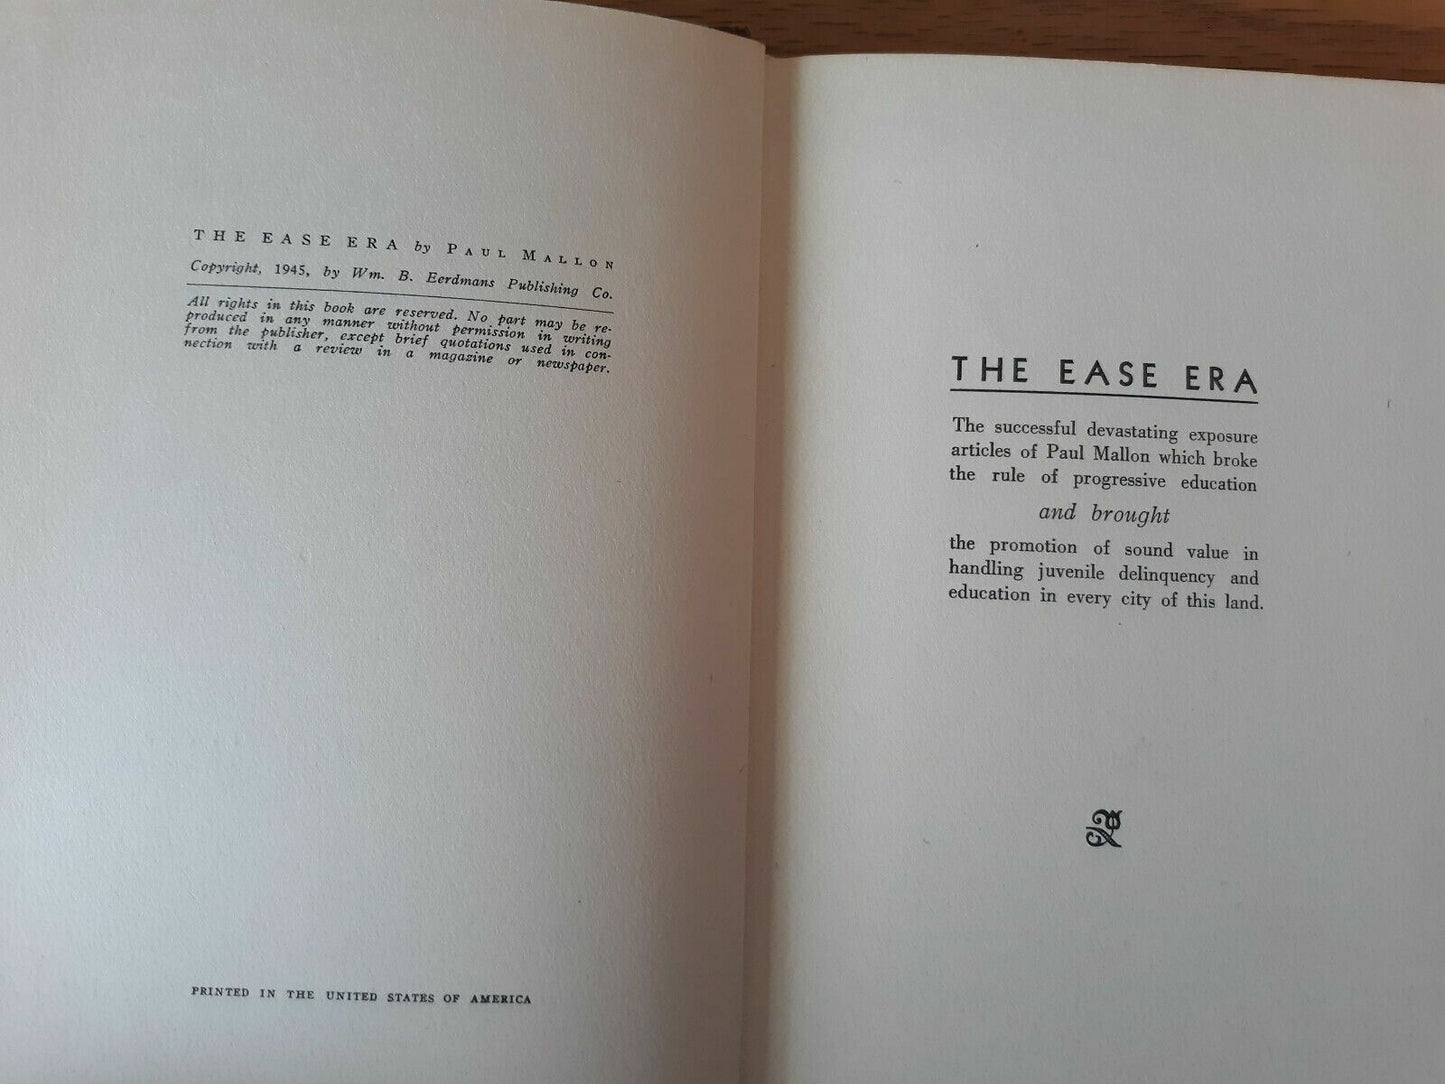 THE EASE ERA by PAUL MALLON
Copyright, 1945, by Wm. B. Eerdmans Publishing Co.
All rights in this book are reserved. No part may be re-
produced in any manner without permission in writing
from the publisher, except brief quotations used in con-
nection with a review in a magazine or newspaper.
PRINTED IN THE UNITED STATES OF AMERICA
THE EASE ERA
The successful devastating exposure
articles of Paul Mallon which broke
the rule of progressive education
and brought
the promotion of sound value in
handling juvenile delinquency and
education in every city of this land.